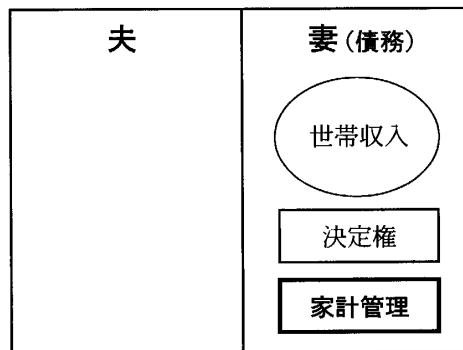 夫
妻（債務）
世帯収入
決定権
家計管理